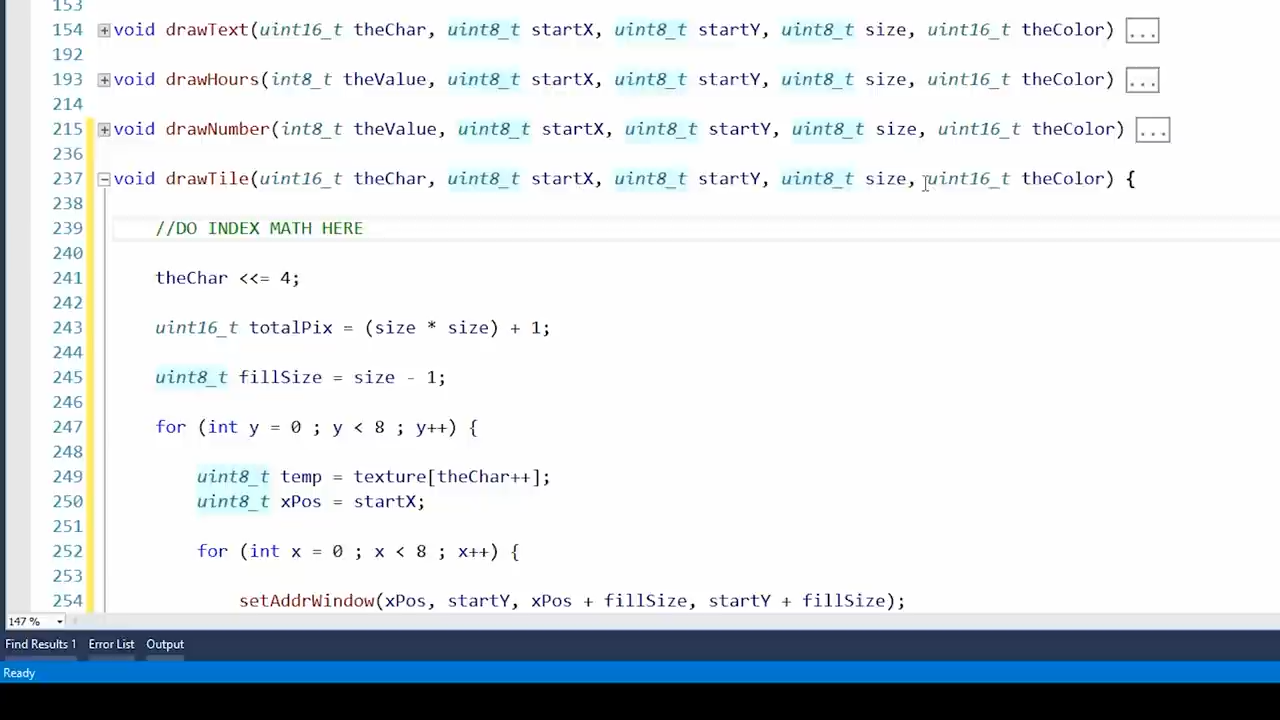 153
154 void drawText(uint16_t theChar, uint8_t startX, uint8_t startY, uint8_t size, uint16_t theColor) ...
192
193 void drawHours(int8_t theValue, uint8_t startX, uint8_t startY, uint8_t size, uint16_t theColor) ...
214
215 void drawNumber(int8_t theValue, uint8_t startX, uint8_t startY, uint8_t size, uint16_t theColor) ...
236
237 void drawTile(uint16_t theChar, uint8_t startX, uint8_t startY, uint8_t size, uint16_t theColor) {
238
239 //DO INDEX MATH HERE
240
241 theChar <<= 4;
242
243 uint16_t totalPix = (size * size) + 1;
244
245 uint8_t fillSize = size - 1;
246
247 for (int y = 0 ; y < 8 ; y++) {
248
249 uint8_t temp = texture[theChar++];
250 uint8_t xPos = startX;
251
252 for (int x = 0 ; x < 8 ; x++) {
253
254 setAddrWindow(xPos, startY, xPos + fillSize, startY + fillSize);
147 %
Find Results 1 Error List Output
Ready